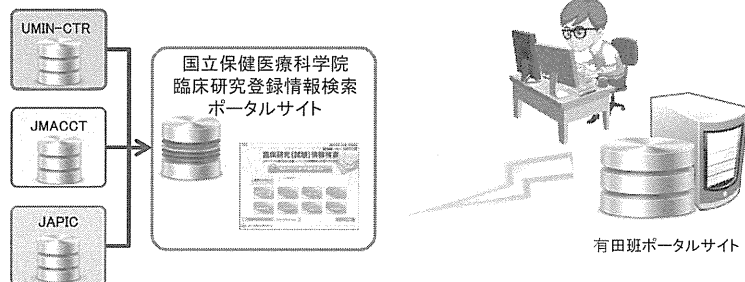 UMIN-CTR
JMACCT
JAPIC
国立保健医療科学院
臨床研究登録情報検索
ポータルサイト
臨床研究(試験)情報検索
有田班ポータルサイト